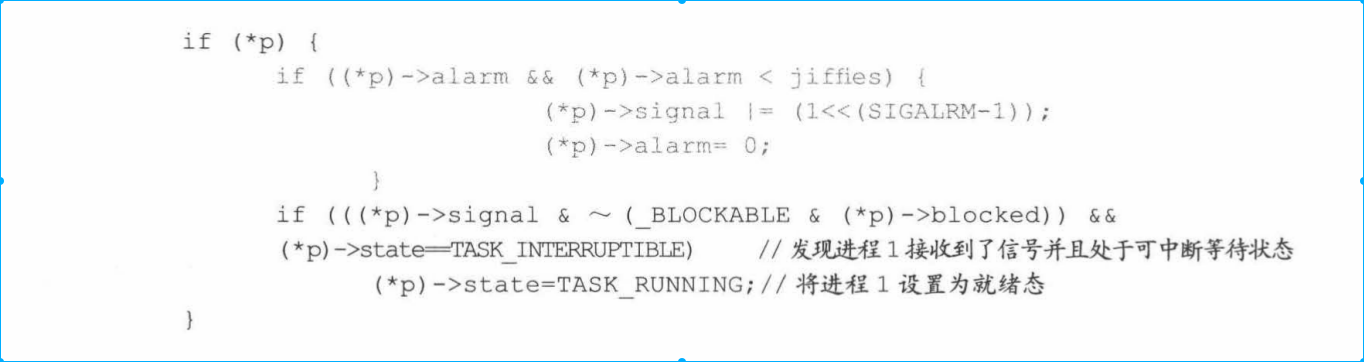 if (*p) {
if ((*p)->alarm && (*p)->alarm < jiffies) {
(*p)->signal |= (1<<(SIGALRM-1));
(*p)->alarm= 0;
}
if (((*p)->signal & ～(_BLOCKABLE & (*p)->blocked)) &&
(*p)->state==TASK_INTERRUPTIBLE) //发现进程1接收到了信号并且处于可中断等待状态
(*p)->state=TASK_RUNNING;//将进程1设置为就绪态
}